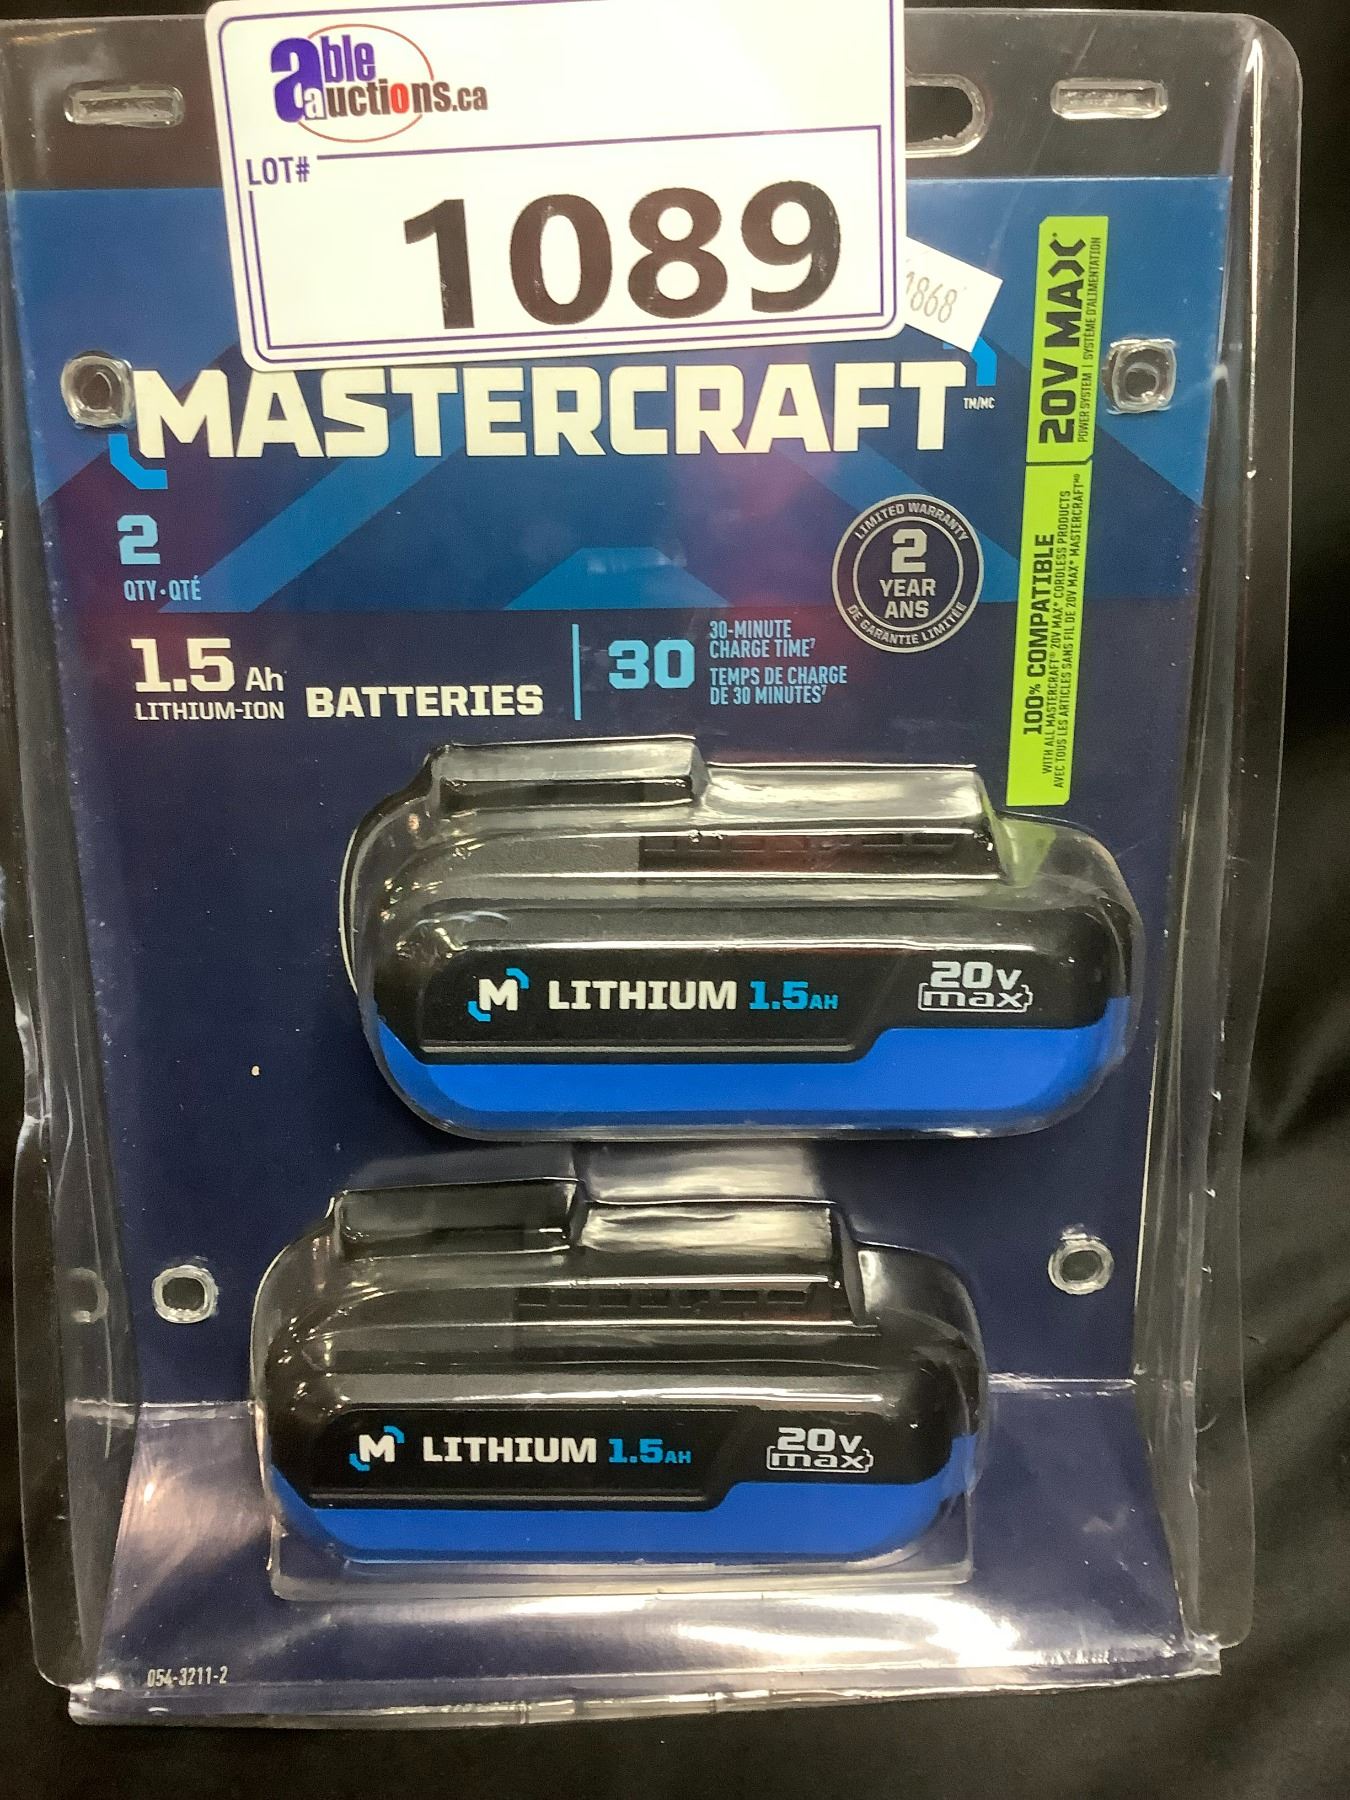 able
auctions.ca
LOT#
1089
1868
MASTERCRAFT
TM/MC
20V MAX*
POWER SYSTEM | SYSTÈME D'ALIMENTATION
100% COMPATIBLE
WITH ALL MASTERCRAFT® 20V MAX* CORDLESS PRODUCTS
AVEC TOUS LES ARTICLES SANS FIL DE 20V MAX* MASTERCRAFT®
2
QTY·QTÉ
LIMITED WARRANTY
2
YEAR
ANS
DE GARANTIE LIMITÉE
1.5 Ah
LITHIUM-ION
BATTERIES
30
30-MINUTE
CHARGE TIME⁷
TEMPS DE CHARGE
DE 30 MINUTES⁷
M LITHIUM 1.5AH
20V
max
M LITHIUM 1.5AH
20V
max
054-3211-2